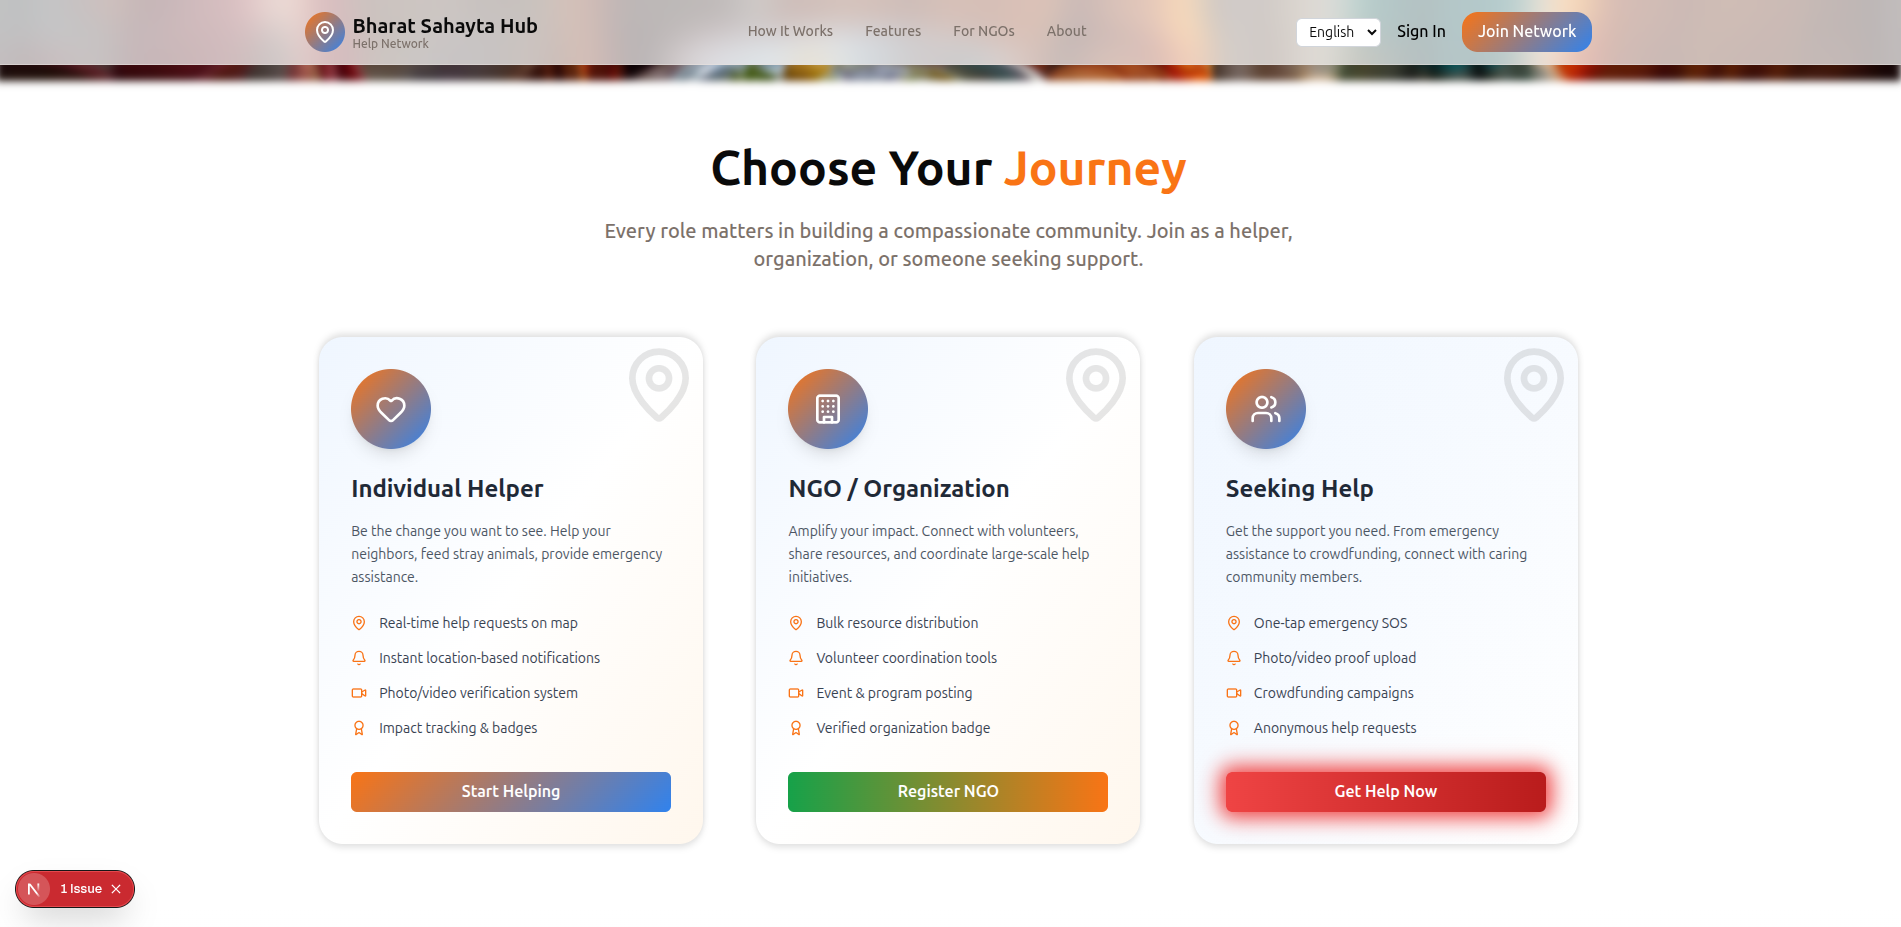 Bharat Sahayta Hub
Help Network
How It Works
Features
For NGOs
About
English
Sign In
Join Network
Choose Your Journey
Every role matters in building a compassionate community. Join as a helper,
organization, or someone seeking support.
Individual Helper
Be the change you want to see. Help your
neighbors, feed stray animals, provide emergency
assistance.
Real-time help requests on map
Instant location-based notifications
Photo/video verification system
Impact tracking & badges
Start Helping
NGO / Organization
Amplify your impact. Connect with volunteers,
share resources, and coordinate large-scale help
initiatives.
Bulk resource distribution
Volunteer coordination tools
Event & program posting
Verified organization badge
Register NGO
Seeking Help
Get the support you need. From emergency
assistance to crowdfunding, connect with caring
community members.
One-tap emergency SOS
Photo/video proof upload
Crowdfunding campaigns
Anonymous help requests
Get Help Now
N 1 Issue